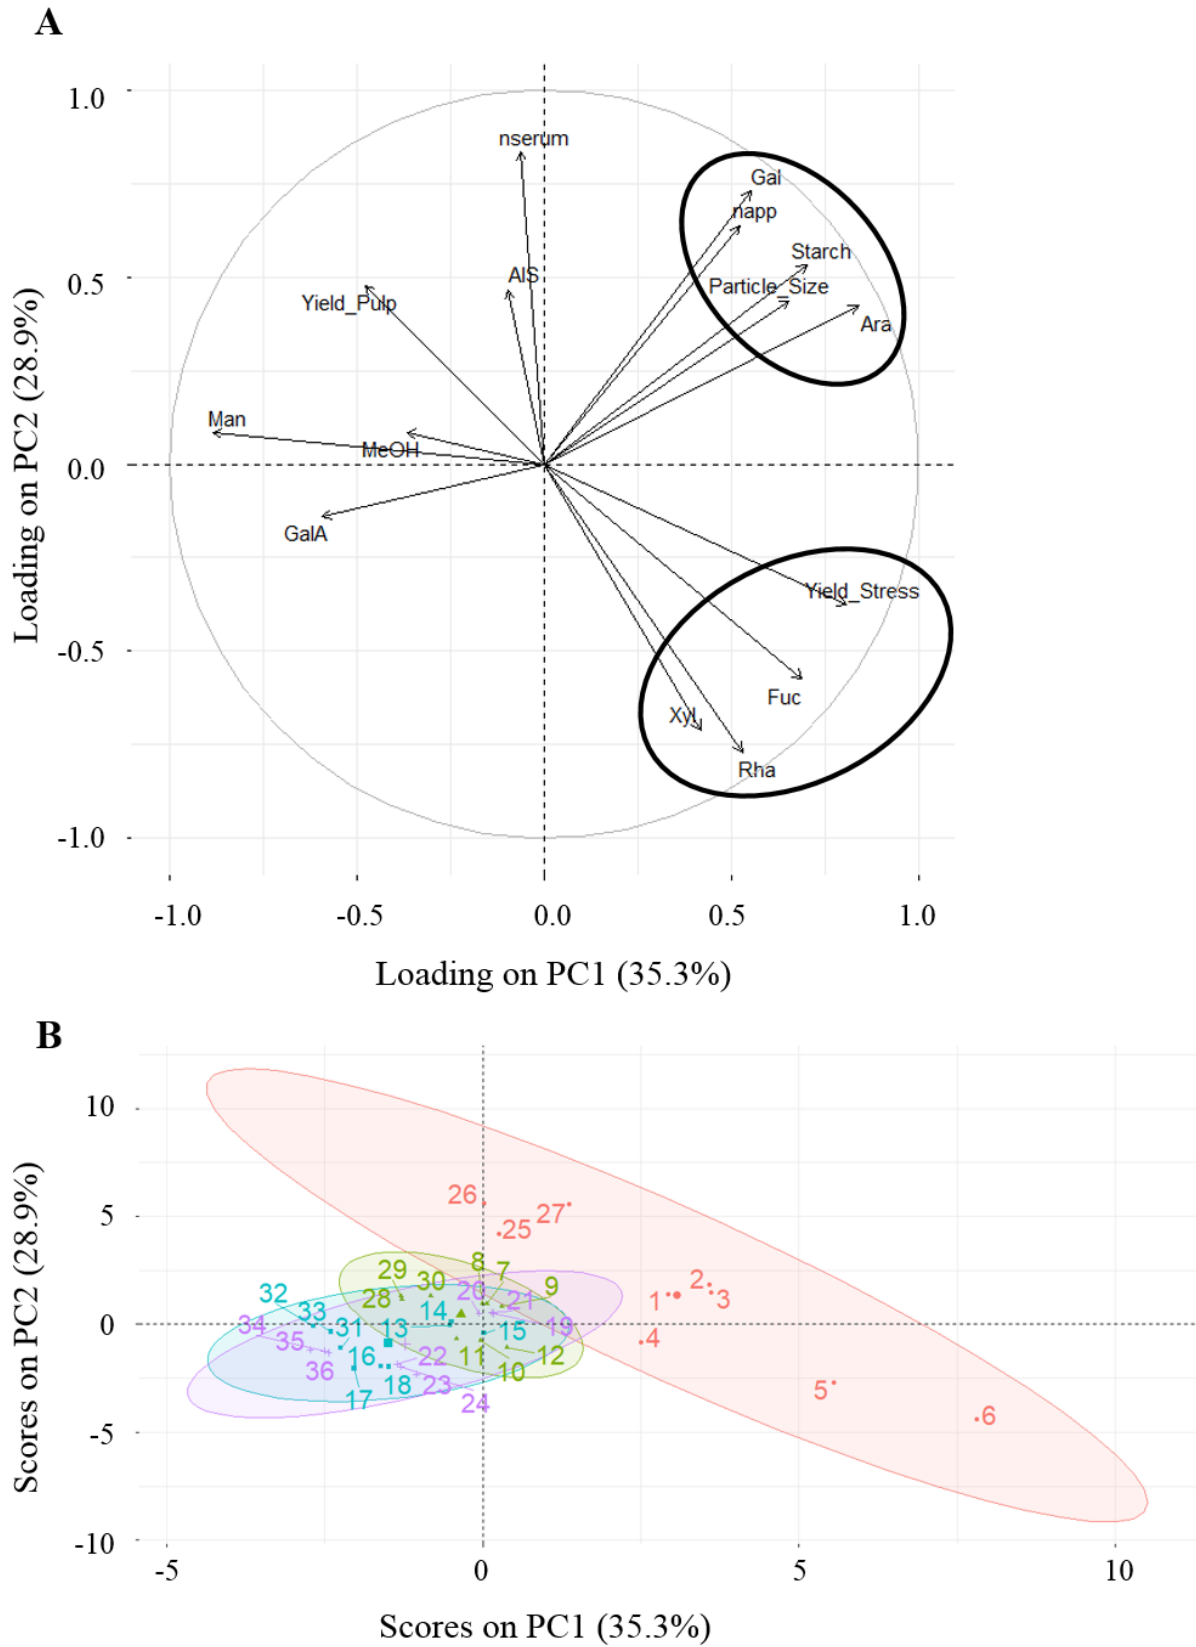 A
1.0
nserum
Gal
napp
Starch
0.5
AIS
Particle_Size
Yield_Pulp
Ara
Man
MeOH
0.0
GalA
Yield_Stress
-0.5
Fuc
Xyl
Rha
-1.0
-1.0 -0.5 0.0 0.5 1.0
Loading on PC1 (35.3%)
Loading on PC2 (28.9%)
B
10
26
27
25
5
8
7
29
30
9
2
32
28
20
21
1
3
33
14
34
31
13
15
19
0
4
35
16
22
11
10
12
36
17
18
23
24
5
6
-5
-10
-5 0 5 10
Scores on PC1 (35.3%)
Scores on PC2 (28.9%)